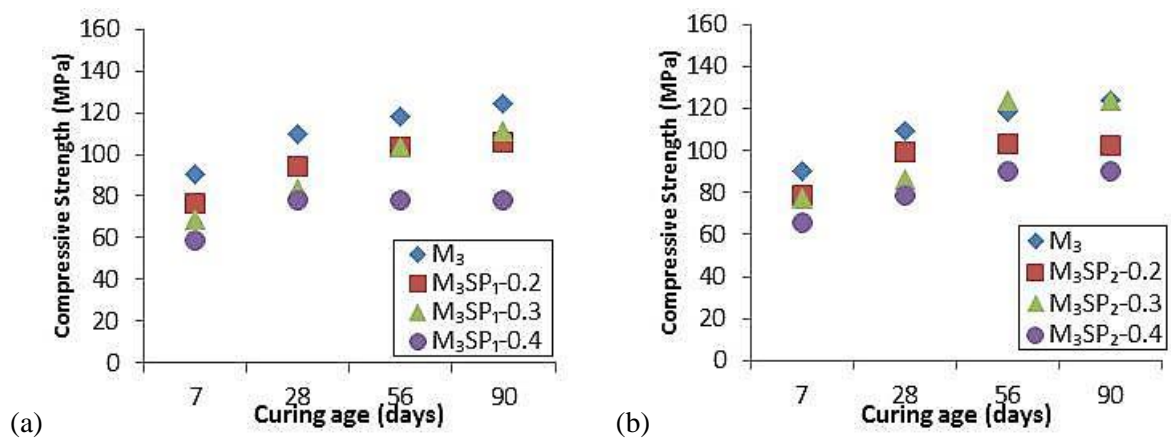 160
140
120
100
80
60
40
20
0
Compressive Strength (MPa)
M₃
M₃SP₁-0.2
M₃SP₁-0.3
M₃SP₁-0.4
7 28 56 90
Curing age (days)
(a)
160
140
120
100
80
60
40
20
0
Compressive Strength (MPa)
M₃
M₃SP₂-0.2
M₃SP₂-0.3
M₃SP₂-0.4
7 28 56 90
Curing age (days)
(b)